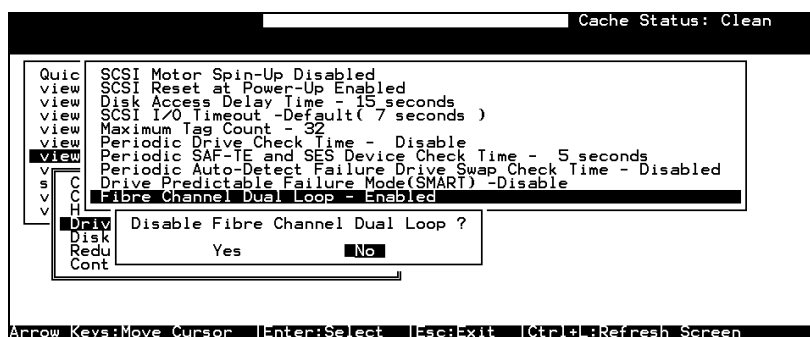 Cache Status: Clean
Quic
view
view
view
view
view
view
v
s
v
v
SCSI Motor Spin-Up Disabled
SCSI Reset at Power-Up Enabled
Disk Access Delay Time - 15 seconds
SCSI I/O Timeout -Default( 7 seconds )
Maximum Tag Count - 32
Periodic Drive Check Time -  Disable
Periodic SAF-TE and SES Device Check Time -  5 seconds
Periodic Auto-Detect Failure Drive Swap Check Time - Disabled
Drive Predictable Failure Mode(SMART) -Disable
Fibre Channel Dual Loop - Enabled
C
C
H
Driv
Disk
Redu
Cont
Disable Fibre Channel Dual Loop ?
Yes No
Arrow Keys:Move Cursor |Enter:Select |Esc:Exit |Ctrl+L:Refresh Screen